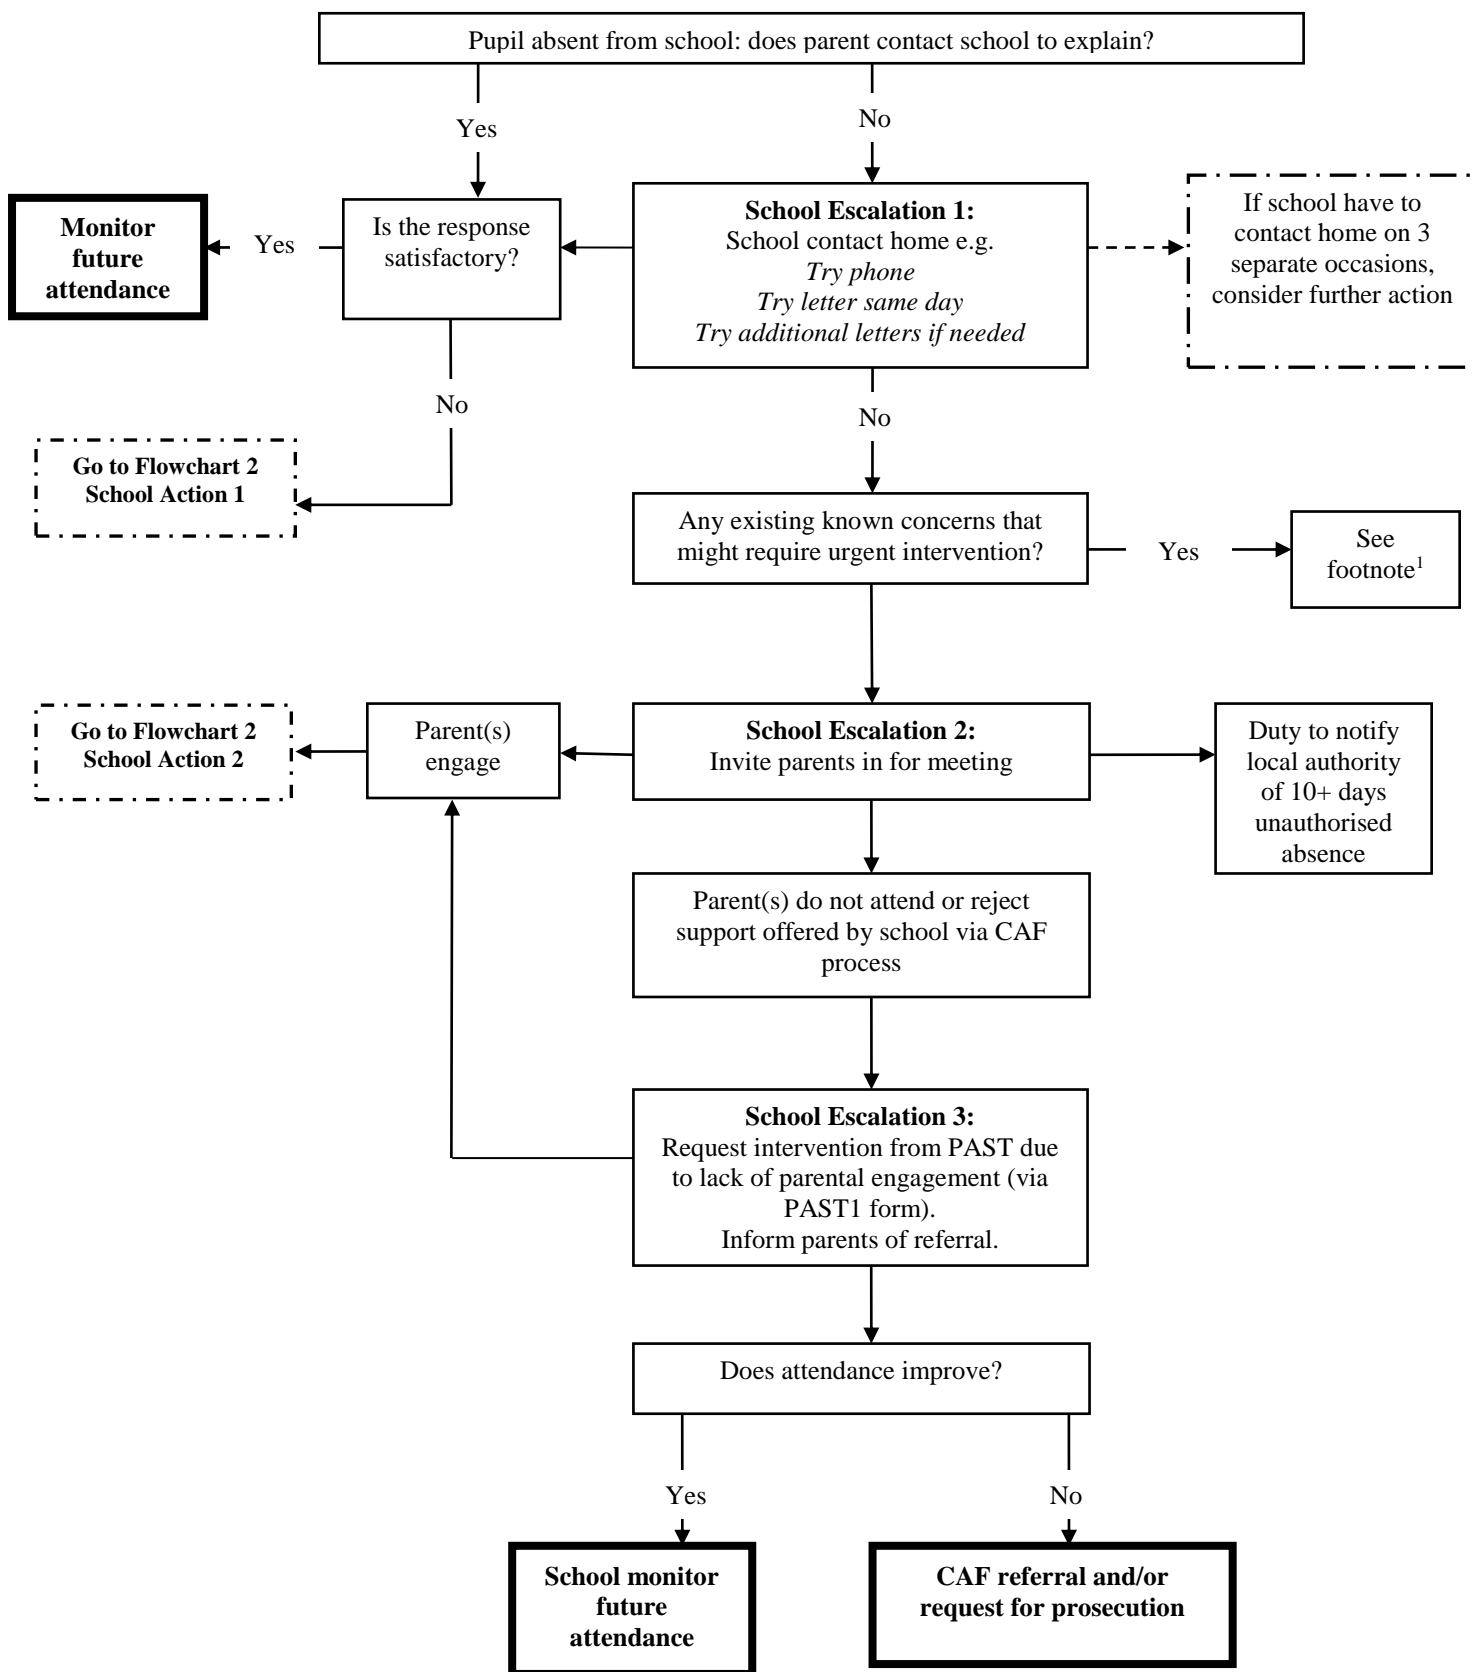 Pupil absent from school: does parent contact school to explain?
Yes
No
Monitor
future
attendance
Yes
Is the response
satisfactory?
School Escalation 1:
School contact home e.g.
Try phone
Try letter same day
Try additional letters if needed
If school have to
contact home on 3
separate occasions,
consider further action
No
No
Go to Flowchart 2
School Action 1
Any existing known concerns that
might require urgent intervention?
Yes
See
footnote¹
Go to Flowchart 2
School Action 2
Parent(s)
engage
School Escalation 2:
Invite parents in for meeting
Duty to notify
local authority
of 10+ days
unauthorised
absence
Parent(s) do not attend or reject
support offered by school via CAF
process
School Escalation 3:
Request intervention from PAST due
to lack of parental engagement (via
PAST1 form).
Inform parents of referral.
Does attendance improve?
Yes
No
School monitor
future
attendance
CAF referral and/or
request for prosecution